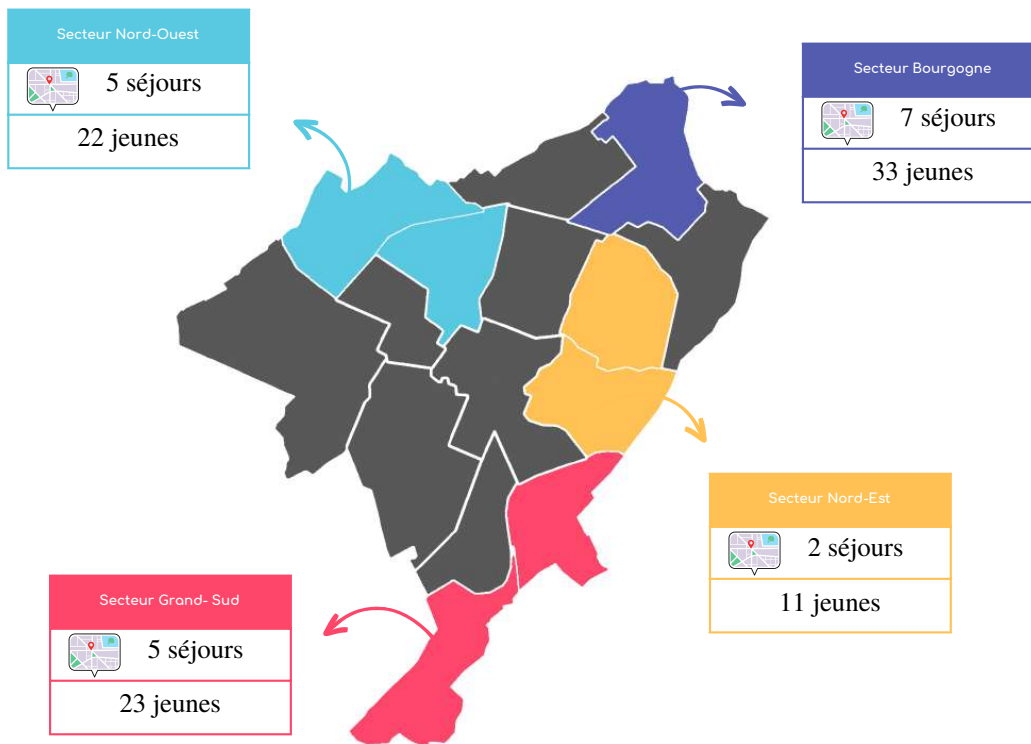 Secteur Nord-Ouest
5 séjours
22 jeunes
Secteur Bourgogne
7 séjours
33 jeunes
Secteur Nord-Est
2 séjours
11 jeunes
Secteur Grand- Sud
5 séjours
23 jeunes